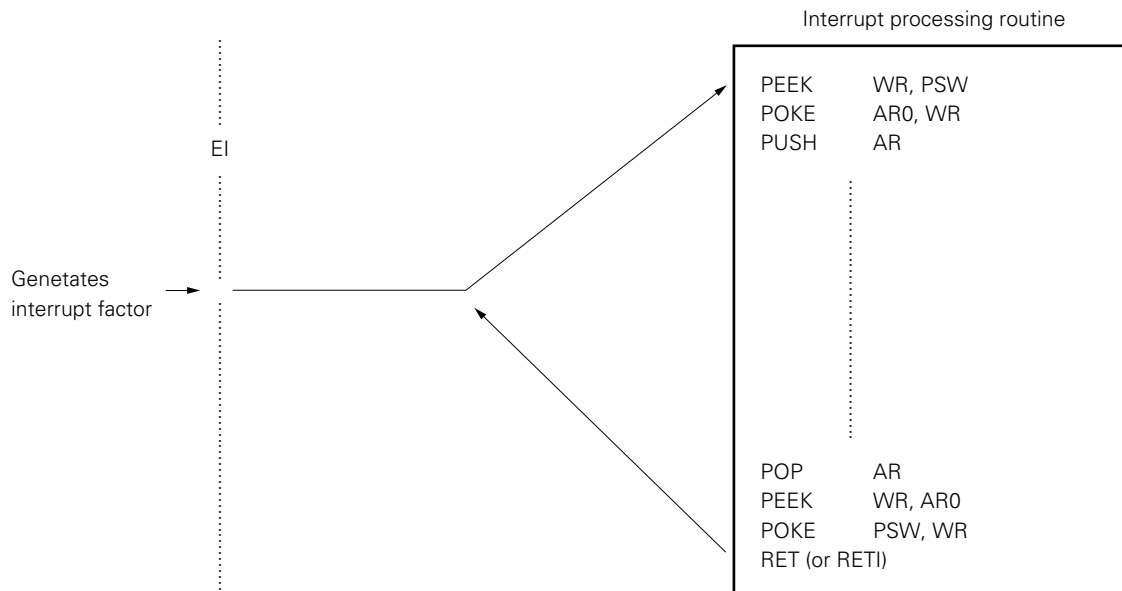 Interrupt processing routine
PEEK WR, PSW
POKE AR0, WR
PUSH AR
EI
Genetates
interrupt factor
POP AR
PEEK WR, AR0
POKE PSW, WR
RET (or RETI)